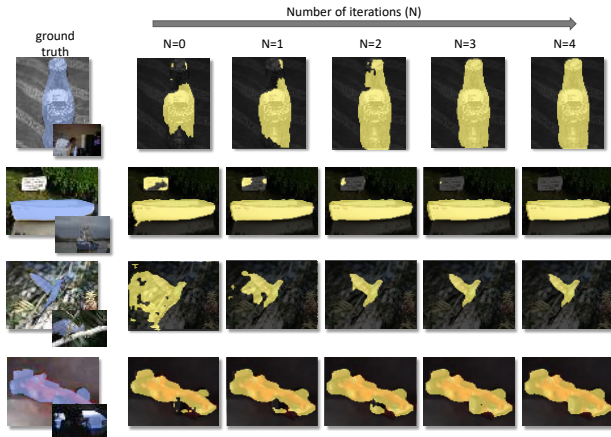 Number of iterations (N)
ground
truth
N=0
N=1
N=2
N=3
N=4